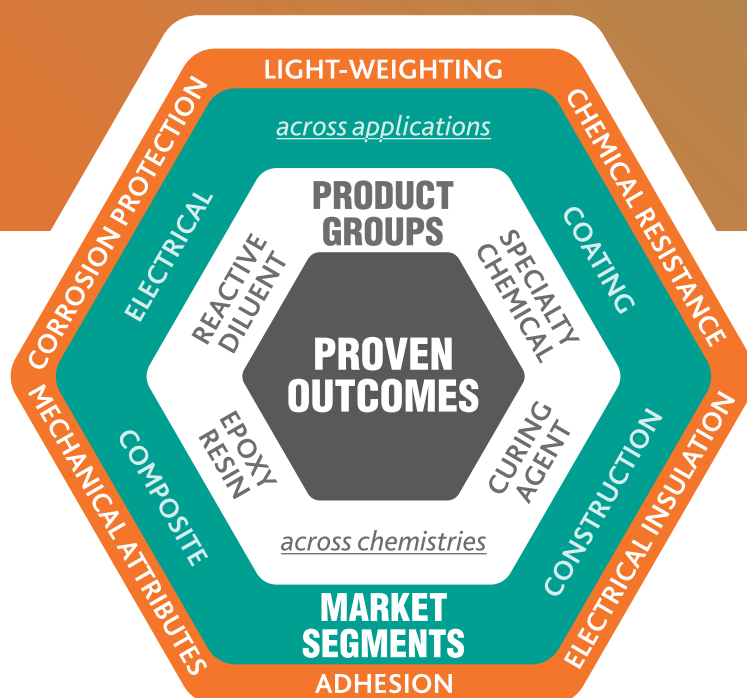 LIGHT-WEIGHTING
CORROSION PROTECTION
CHEMICAL RESISTANCE
across applications
ELECTRICAL
COATING
PRODUCT
GROUPS
REACTIVE
DILUENT
SPECIALTY
CHEMICAL
PROVEN
OUTCOMES
EPOXY
RESIN
CURING
AGENT
across chemistries
COMPOSITE
CONSTRUCTION
MARKET
SEGMENTS
MECHANICAL ATTRIBUTES
ELECTRICAL INSULATION
ADHESION